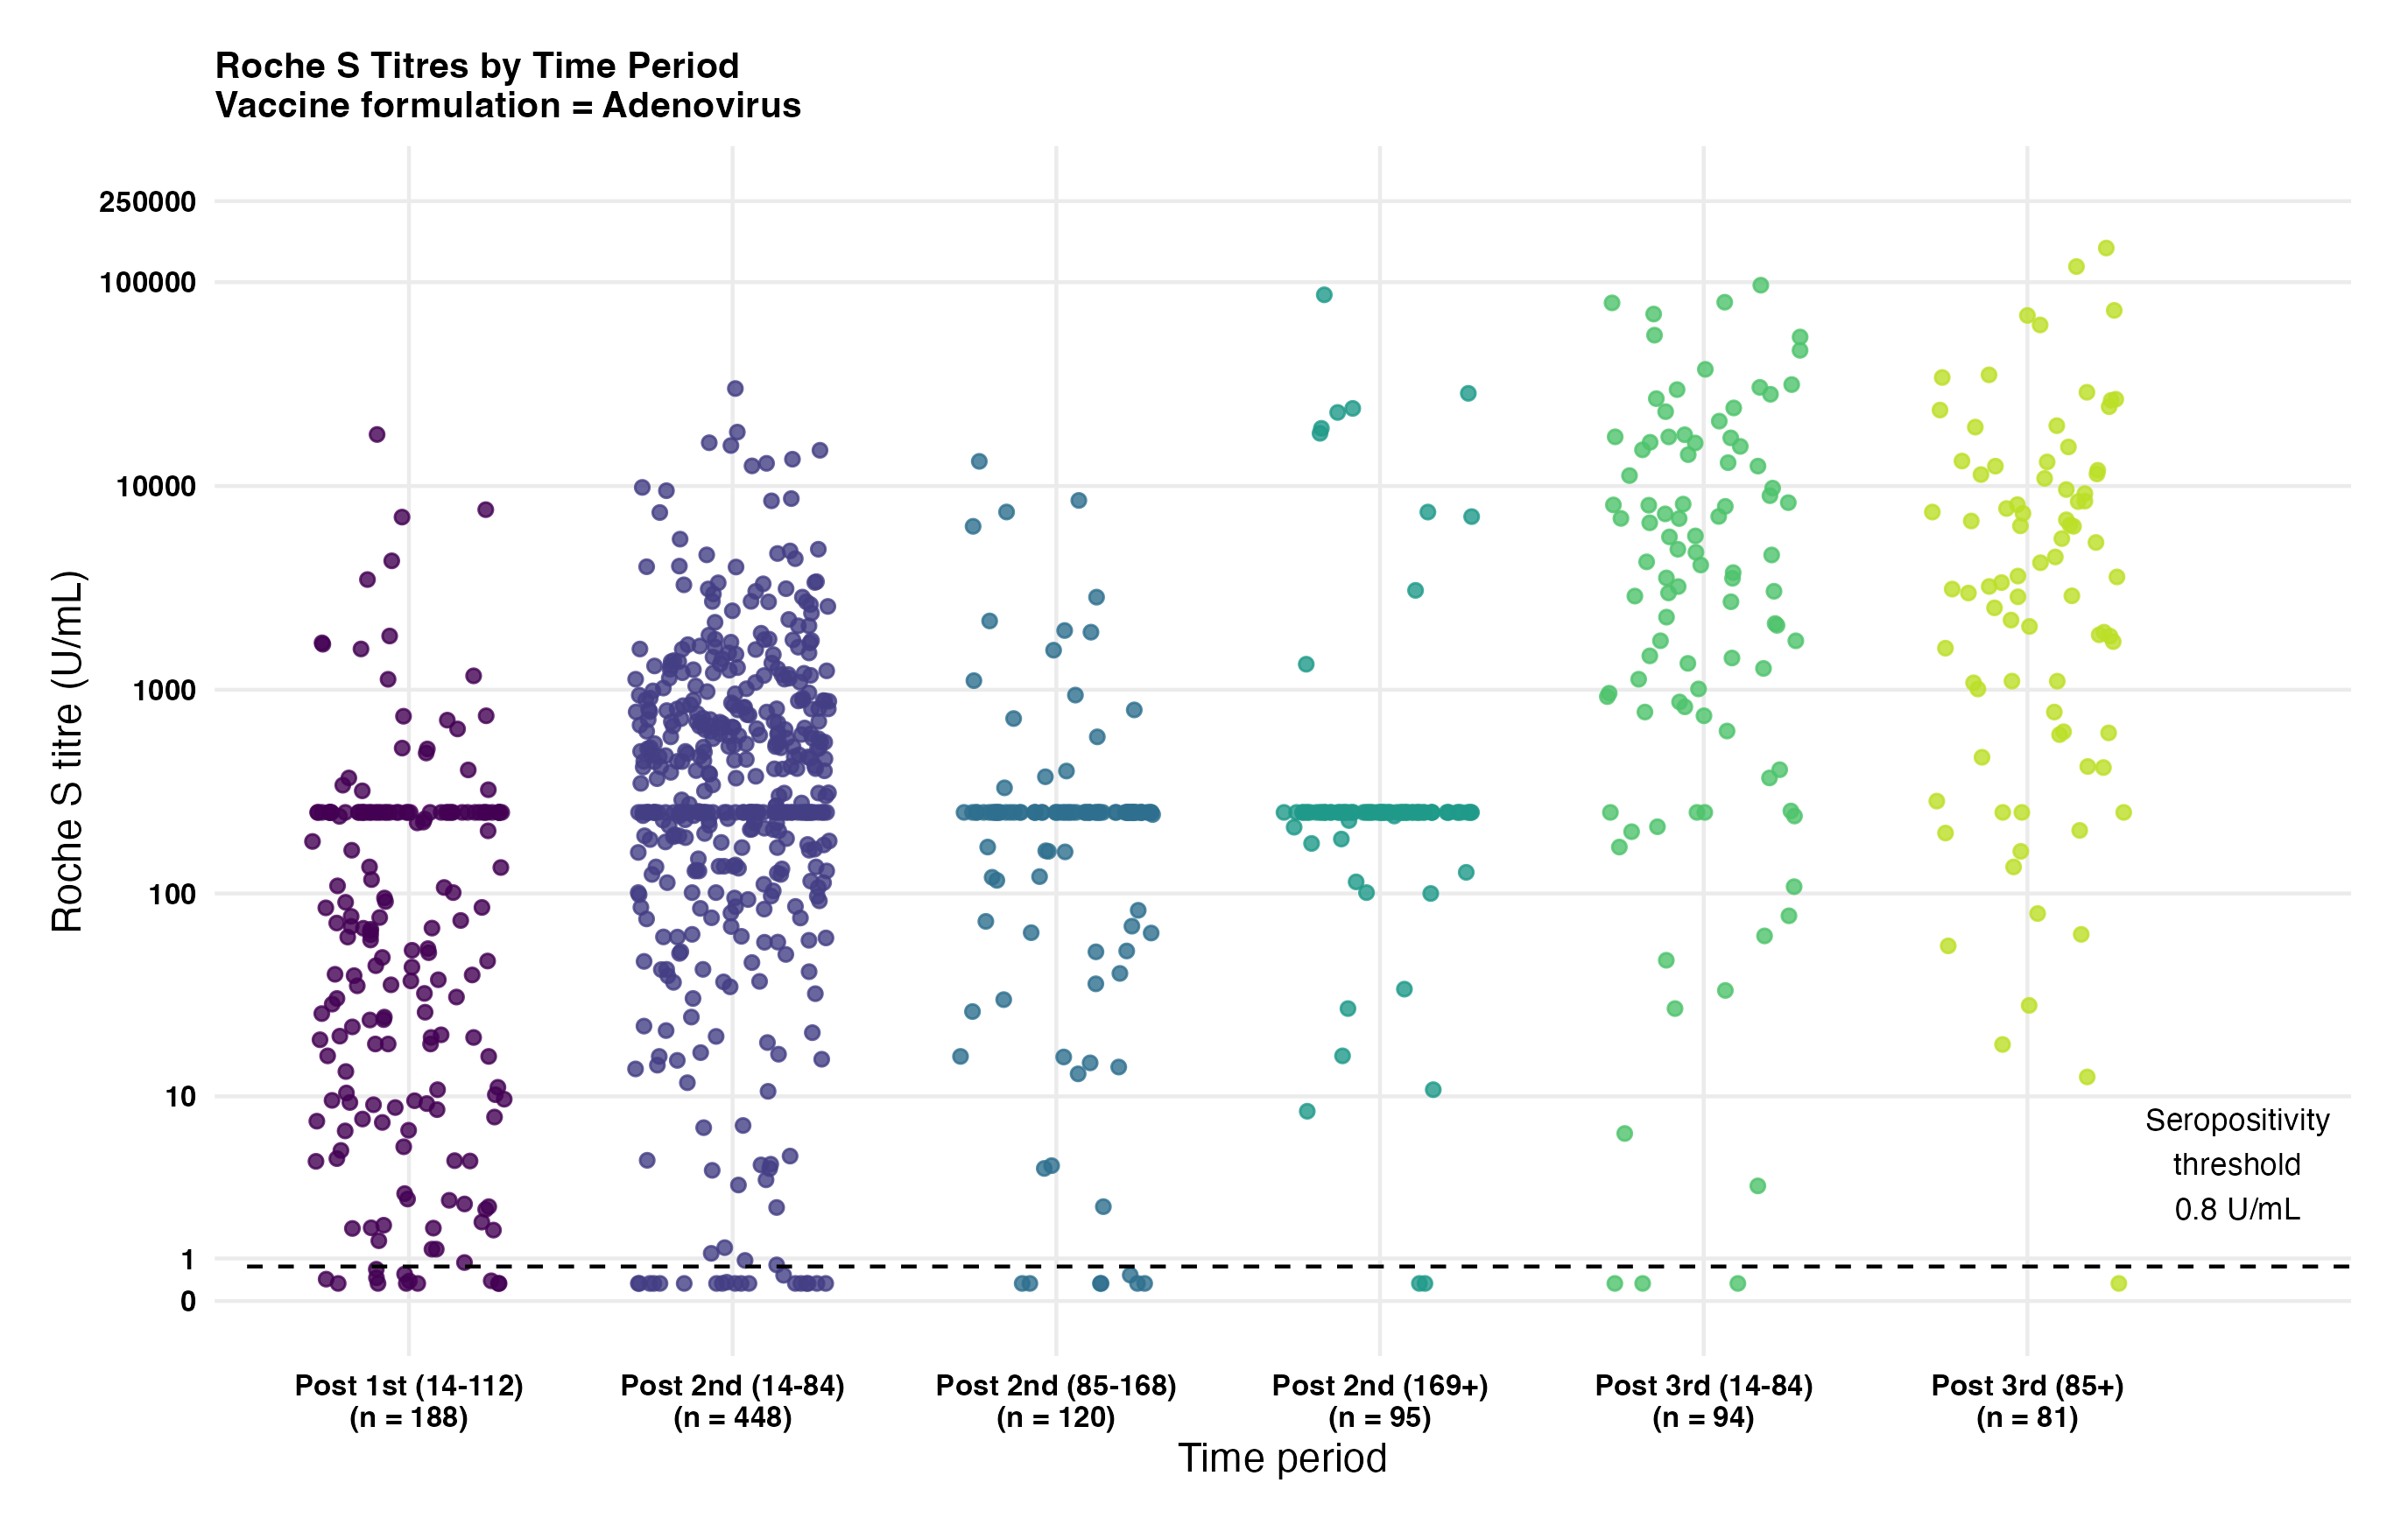 Roche S Titres by Time Period
Vaccine formulation = Adenovirus
250000
100000
10000
1000
100
10
1
0
Roche S titre (U/mL)
Seropositivity
threshold
0.8 U/mL
Post 1st (14-112)
(n = 188)
Post 2nd (14-84)
(n = 448)
Post 2nd (85-168)
(n = 120)
Post 2nd (169+)
(n = 95)
Post 3rd (14-84)
(n = 94)
Post 3rd (85+)
(n = 81)
Time period